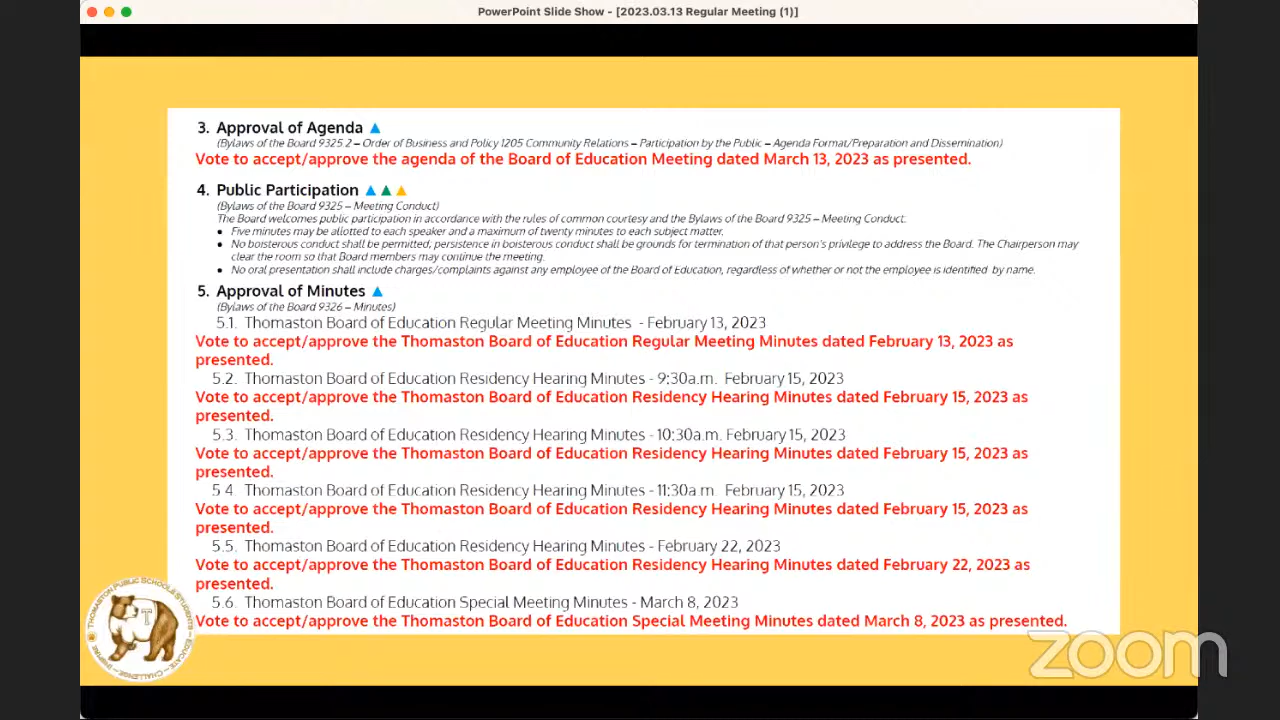 PowerPoint Slide Show - [2023.03.13 Regular Meeting (1)]
3. Approval of Agenda
(Bylaws of the Board 9325.2 – Order of Business and Policy 1205 Community Relations – Participation by the Public – Agenda Format/Preparation and Dissemination)
Vote to accept/approve the agenda of the Board of Education Meeting dated March 13, 2023 as presented.
4. Public Participation
(Bylaws of the Board 9325 – Meeting Conduct)
The Board welcomes public participation in accordance with the rules of common courtesy and the Bylaws of the Board 9325 – Meeting Conduct.
• Five minutes may be allotted to each speaker and a maximum of twenty minutes to each subject matter.
• No boisterous conduct shall be permitted; persistence in boisterous conduct shall be grounds for termination of that person's privilege to address the Board. The Chairperson may
clear the room so that Board members may continue the meeting.
• No oral presentation shall include charges/complaints against any employee of the Board of Education, regardless of whether or not the employee is identified by name.
5. Approval of Minutes
(Bylaws of the Board 9326 – Minutes)
5.1. Thomaston Board of Education Regular Meeting Minutes - February 13, 2023
Vote to accept/approve the Thomaston Board of Education Regular Meeting Minutes dated February 13, 2023 as
presented.
5.2. Thomaston Board of Education Residency Hearing Minutes - 9:30a.m. February 15, 2023
Vote to accept/approve the Thomaston Board of Education Residency Hearing Minutes dated February 15, 2023 as
presented.
5.3. Thomaston Board of Education Residency Hearing Minutes - 10:30a.m. February 15, 2023
Vote to accept/approve the Thomaston Board of Education Residency Hearing Minutes dated February 15, 2023 as
presented.
5.4. Thomaston Board of Education Residency Hearing Minutes - 11:30a.m. February 15, 2023
Vote to accept/approve the Thomaston Board of Education Residency Hearing Minutes dated February 15, 2023 as
presented.
5.5. Thomaston Board of Education Residency Hearing Minutes - February 22, 2023
Vote to accept/approve the Thomaston Board of Education Residency Hearing Minutes dated February 22, 2023 as
presented.
5.6. Thomaston Board of Education Special Meeting Minutes - March 8, 2023
Vote to accept/approve the Thomaston Board of Education Special Meeting Minutes dated March 8, 2023 as presented.
THOMASTON PUBLIC SCHOOLS STUDENTS
INSPIRE – CHALLENGE – EDUCATE
T
zoom